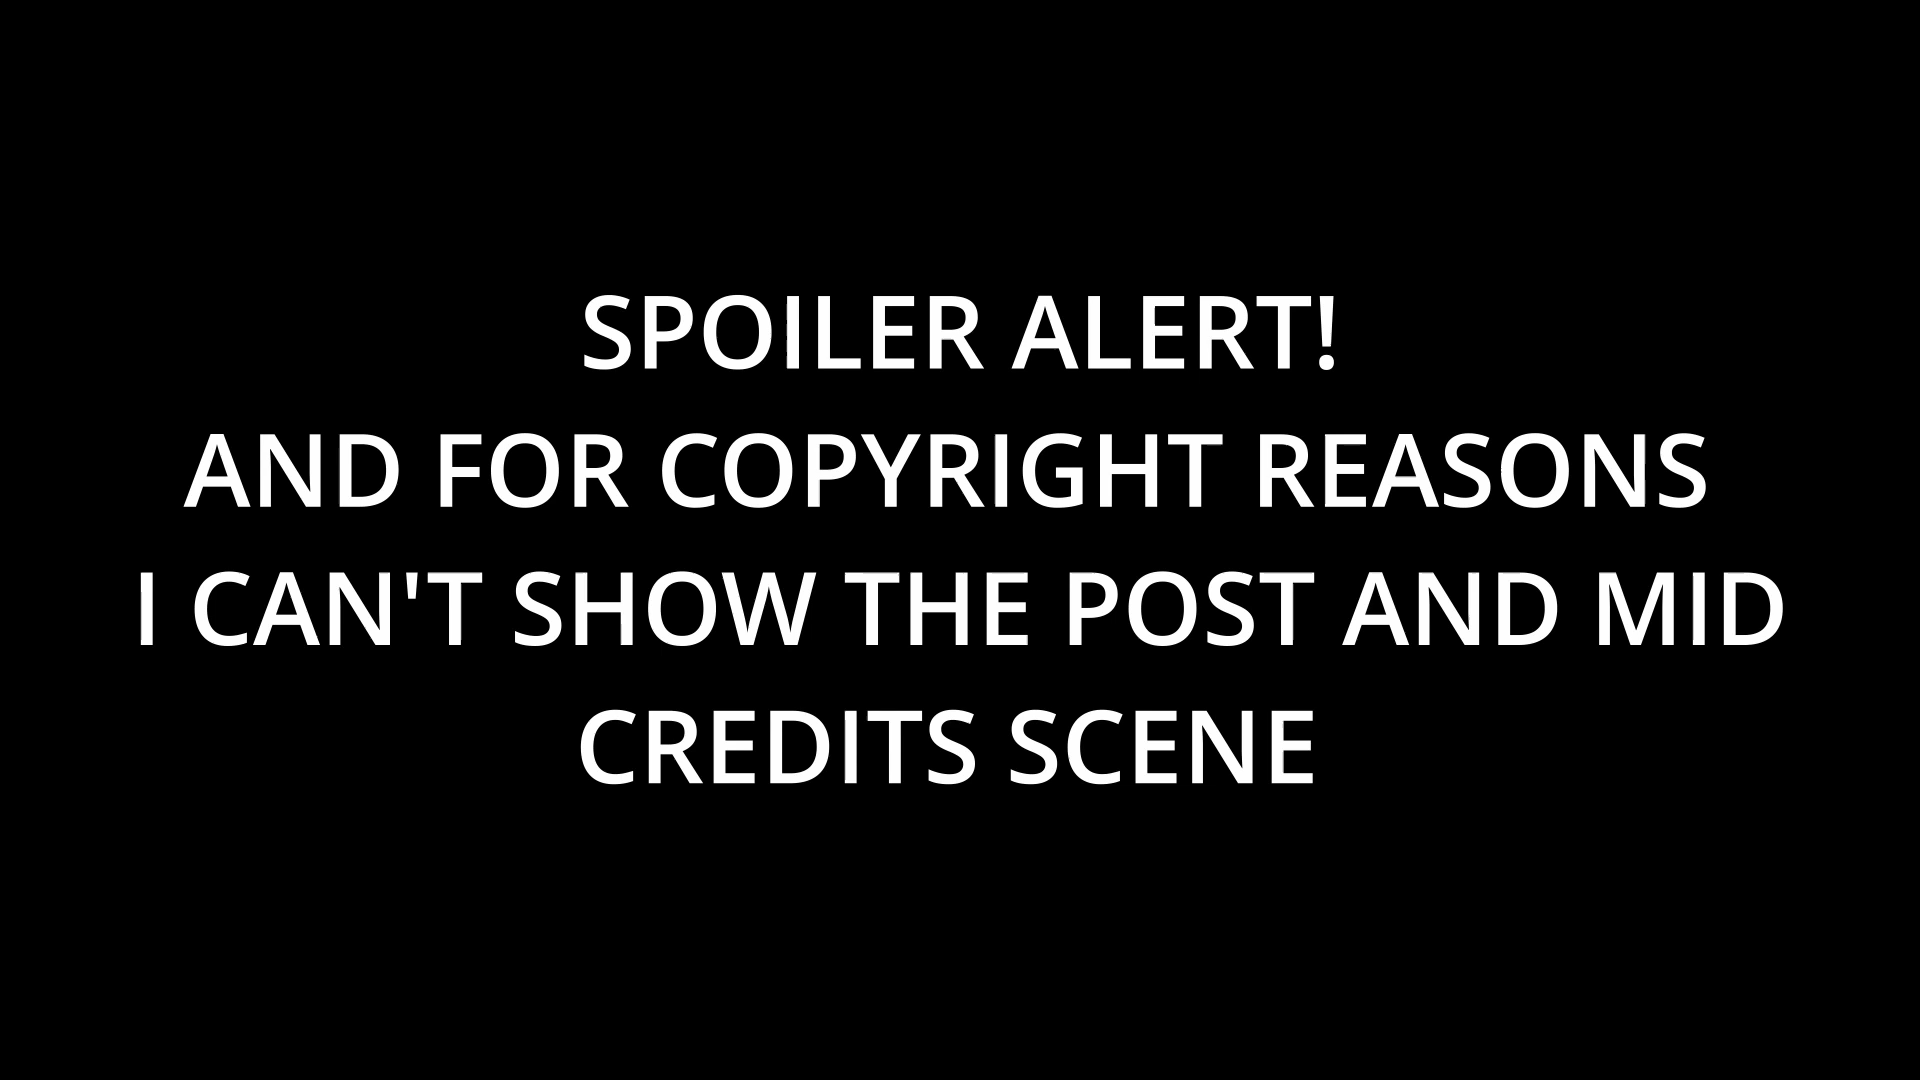 SPOILER ALERT!
AND FOR COPYRIGHT REASONS
I CAN'T SHOW THE POST AND MID
CREDITS SCENE